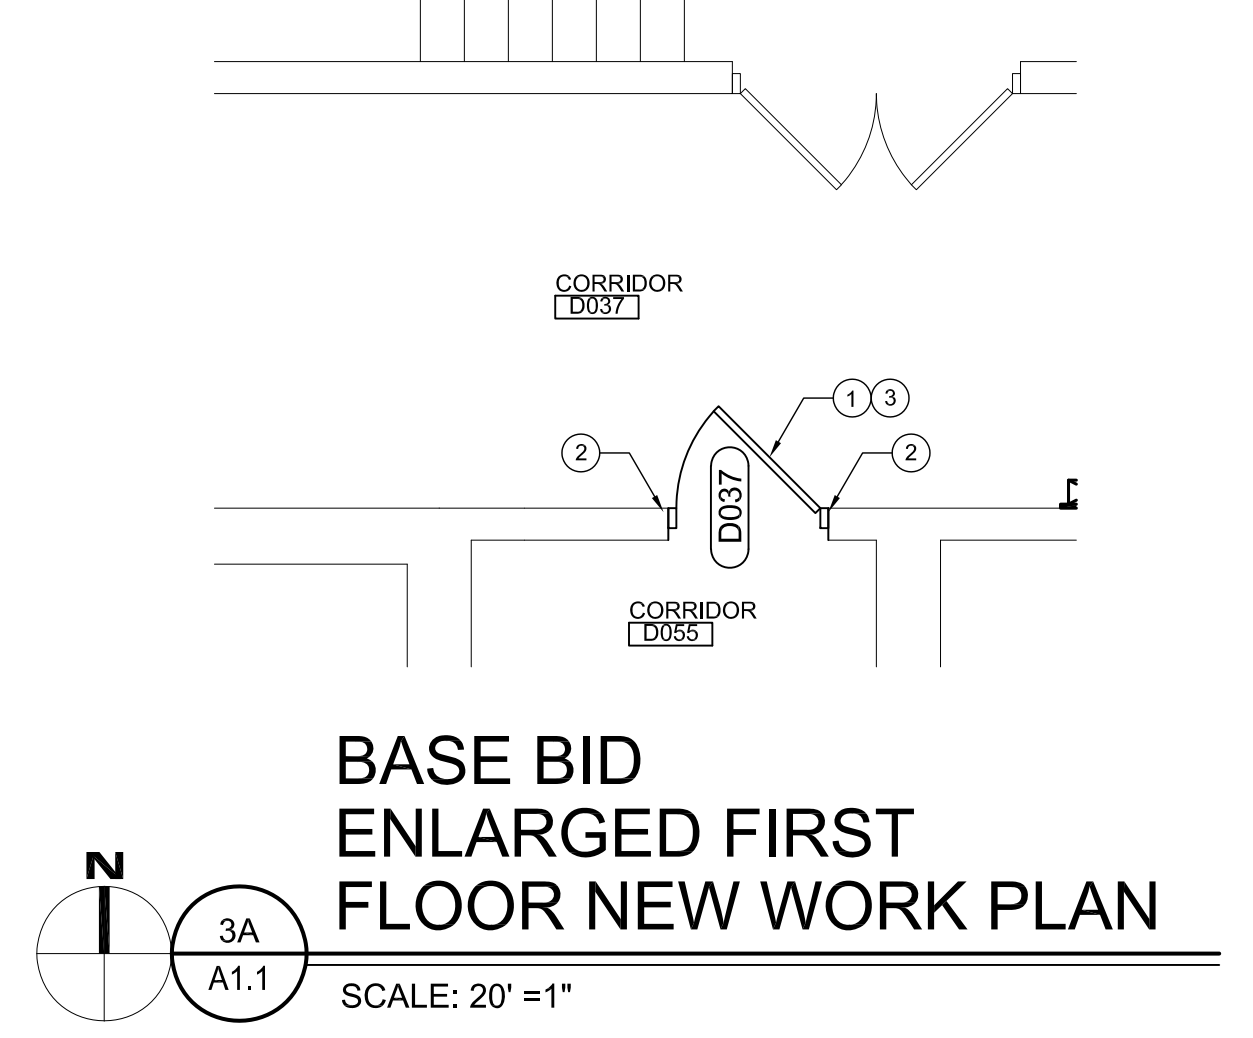 CORRIDOR
D037
1 3
2
2
D037
CORRIDOR
D055
BASE BID
ENLARGED FIRST
FLOOR NEW WORK PLAN
N
3A
A1.1
SCALE: 20' =1"